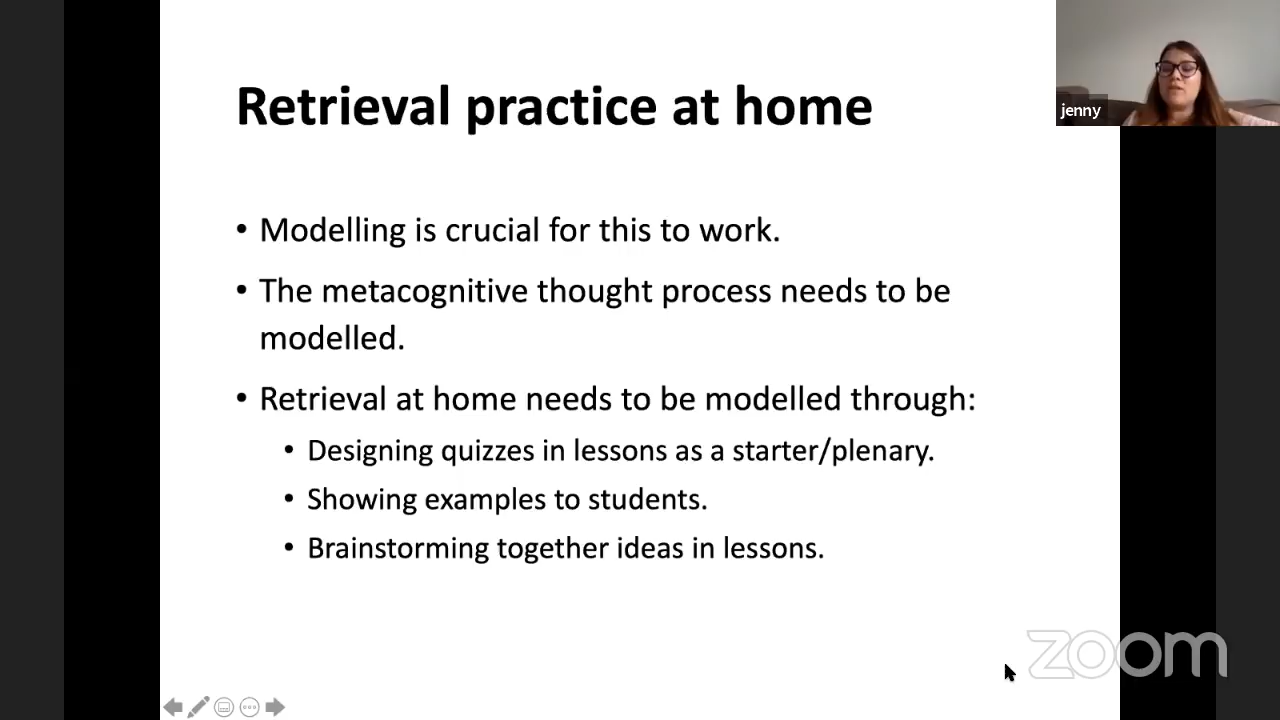 Retrieval practice at home
jenny
• Modelling is crucial for this to work.
• The metacognitive thought process needs to be
modelled.
• Retrieval at home needs to be modelled through:
• Designing quizzes in lessons as a starter/plenary.
• Showing examples to students.
• Brainstorming together ideas in lessons.
zoom